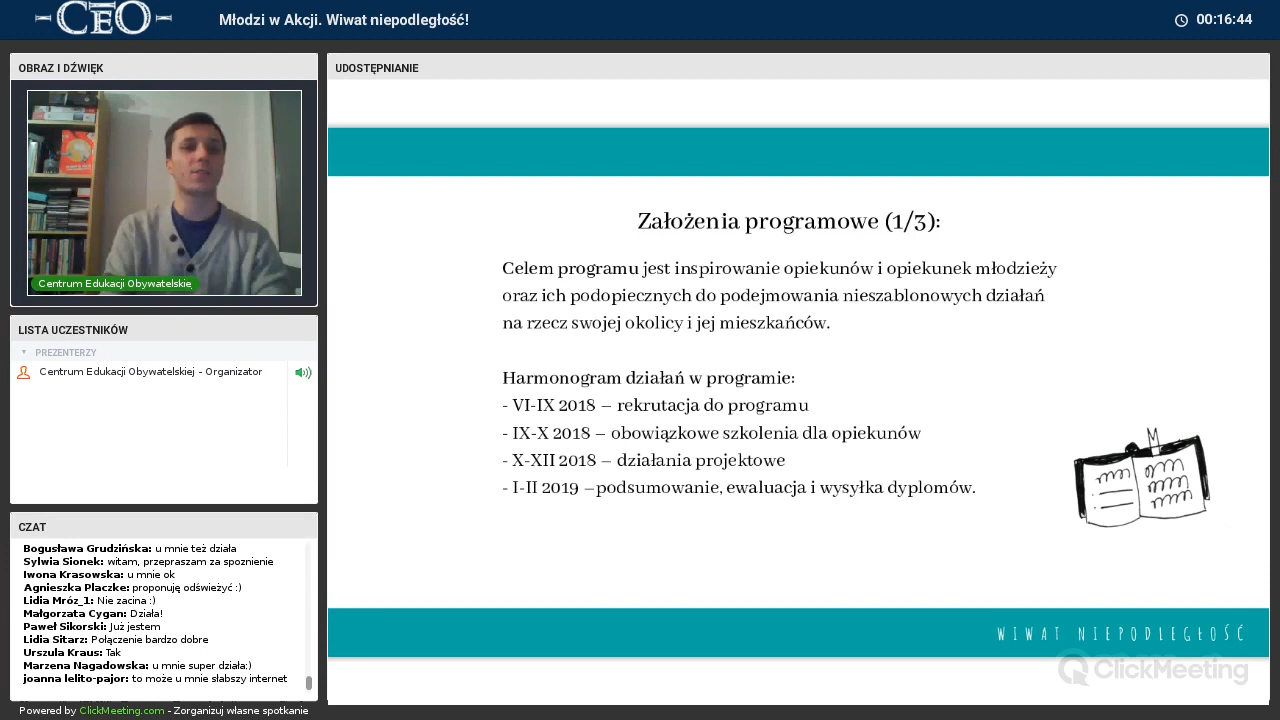 CEO
Młodzi w Akcji. Wiwat niepodległość!
00:16:44
OBRAZ I DŹWIĘK
Centrum Edukacji Obywatelskiej
LISTA UCZESTNIKÓW
PREZENTERZY
Centrum Edukacji Obywatelskiej - Organizator
CZAT
Bogusława Grudzińska: u mnie też działa
Sylwia Sionek: witam, przepraszam za spoznienie
Iwona Krasowska: u mnie ok
Agnieszka Placzke: proponuję odświeżyć :)
Lidia Mróz_1: Nie zacina :)
Małgorzata Cygan: Działa!
Paweł Sikorski: Już jestem
Lidia Sitarz: Połączenie bardzo dobre
Urszula Kraus: Tak
Marzena Nagadowska: u mnie super działa:)
joanna lelito-pajor: to może u mnie słabszy internet
Powered by ClickMeeting.com - Zorganizuj własne spotkanie
UDOSTĘPNIANIE
Założenia programowe (1/3):
Celem programu jest inspirowanie opiekunów i opiekunek młodzieży
oraz ich podopiecznych do podejmowania nieszablonowych działań
na rzecz swojej okolicy i jej mieszkańców.
Harmonogram działań w programie:
- VI-IX 2018 – rekrutacja do programu
- IX-X 2018 – obowiązkowe szkolenia dla opiekunów
- X-XII 2018 – działania projektowe
- I-II 2019 –podsumowanie, ewaluacja i wysyłka dyplomów.
WIWAT NIEPODLEGŁOŚĆ
ClickMeeting